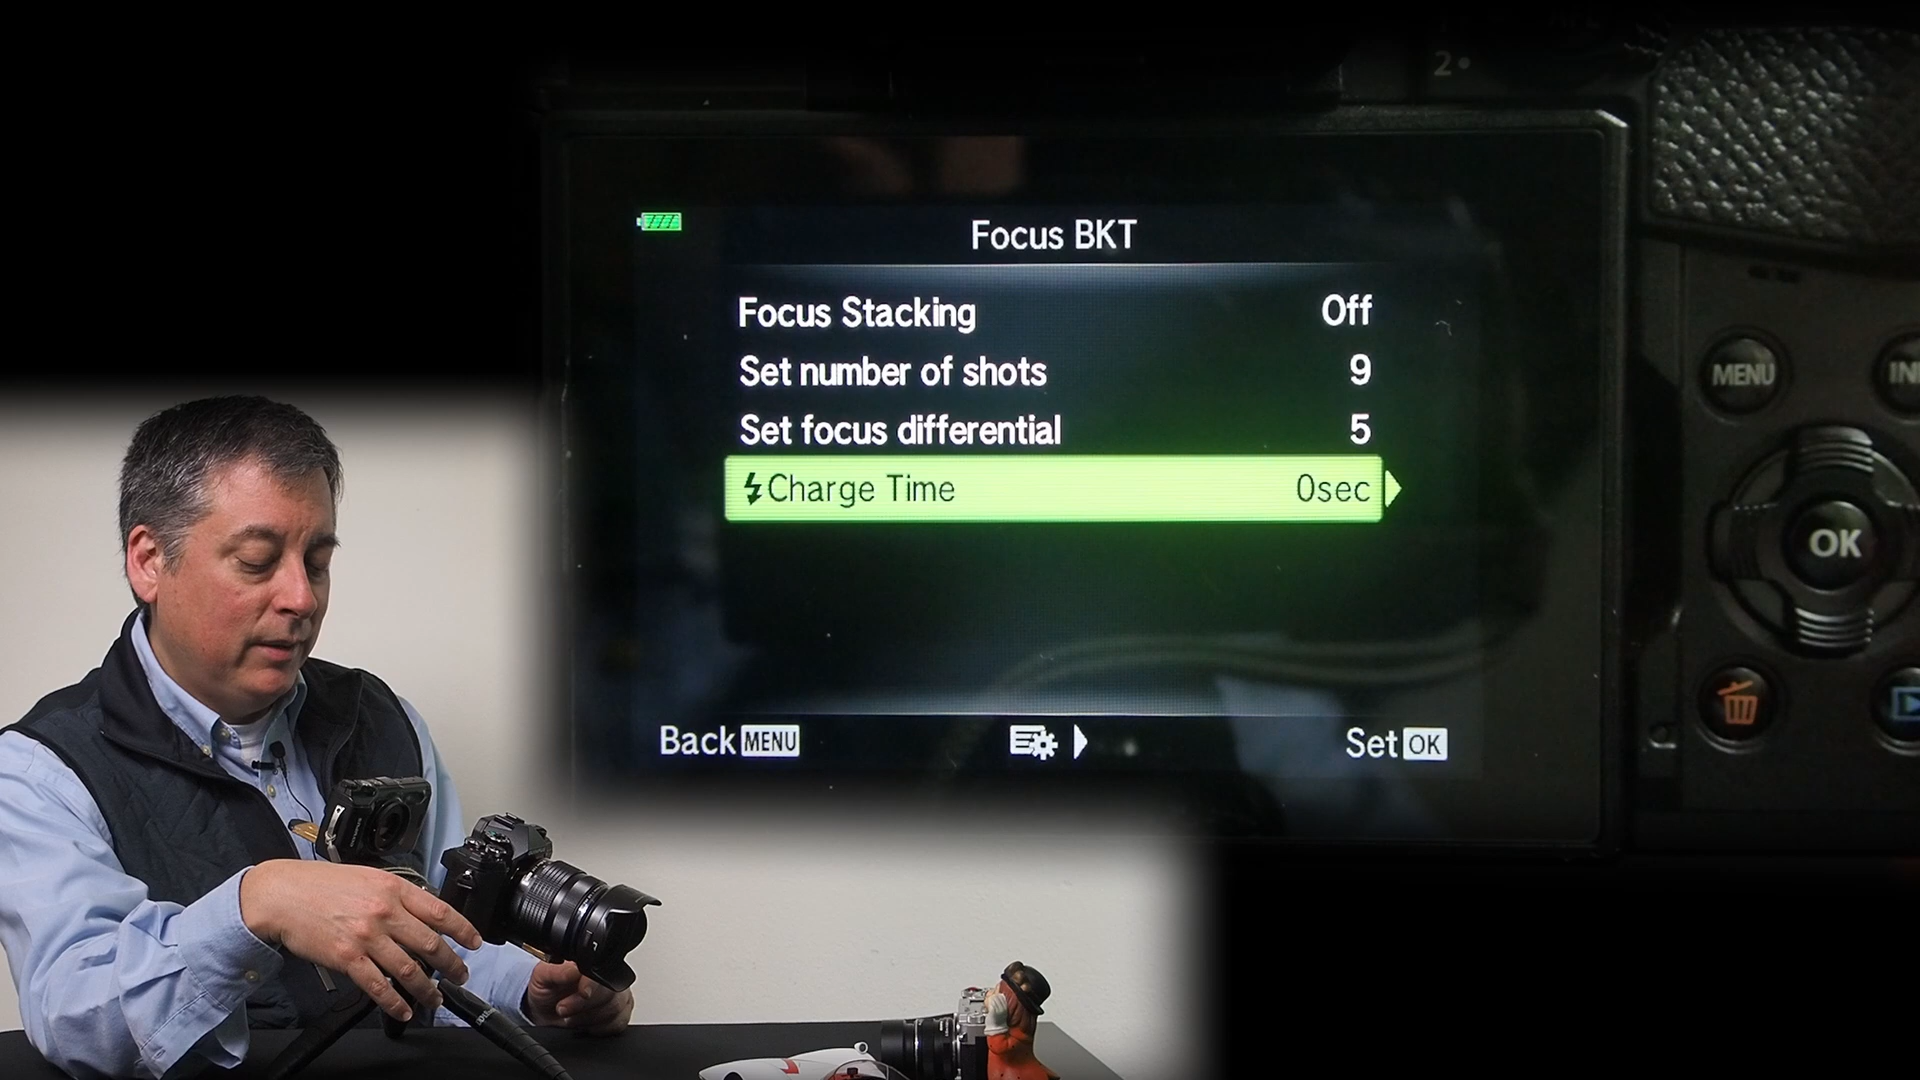 2•
Focus BKT
Focus Stacking Off
Set number of shots 9
Set focus differential 5
Charge Time 0sec
Back MENU
Set OK
MENU
OK